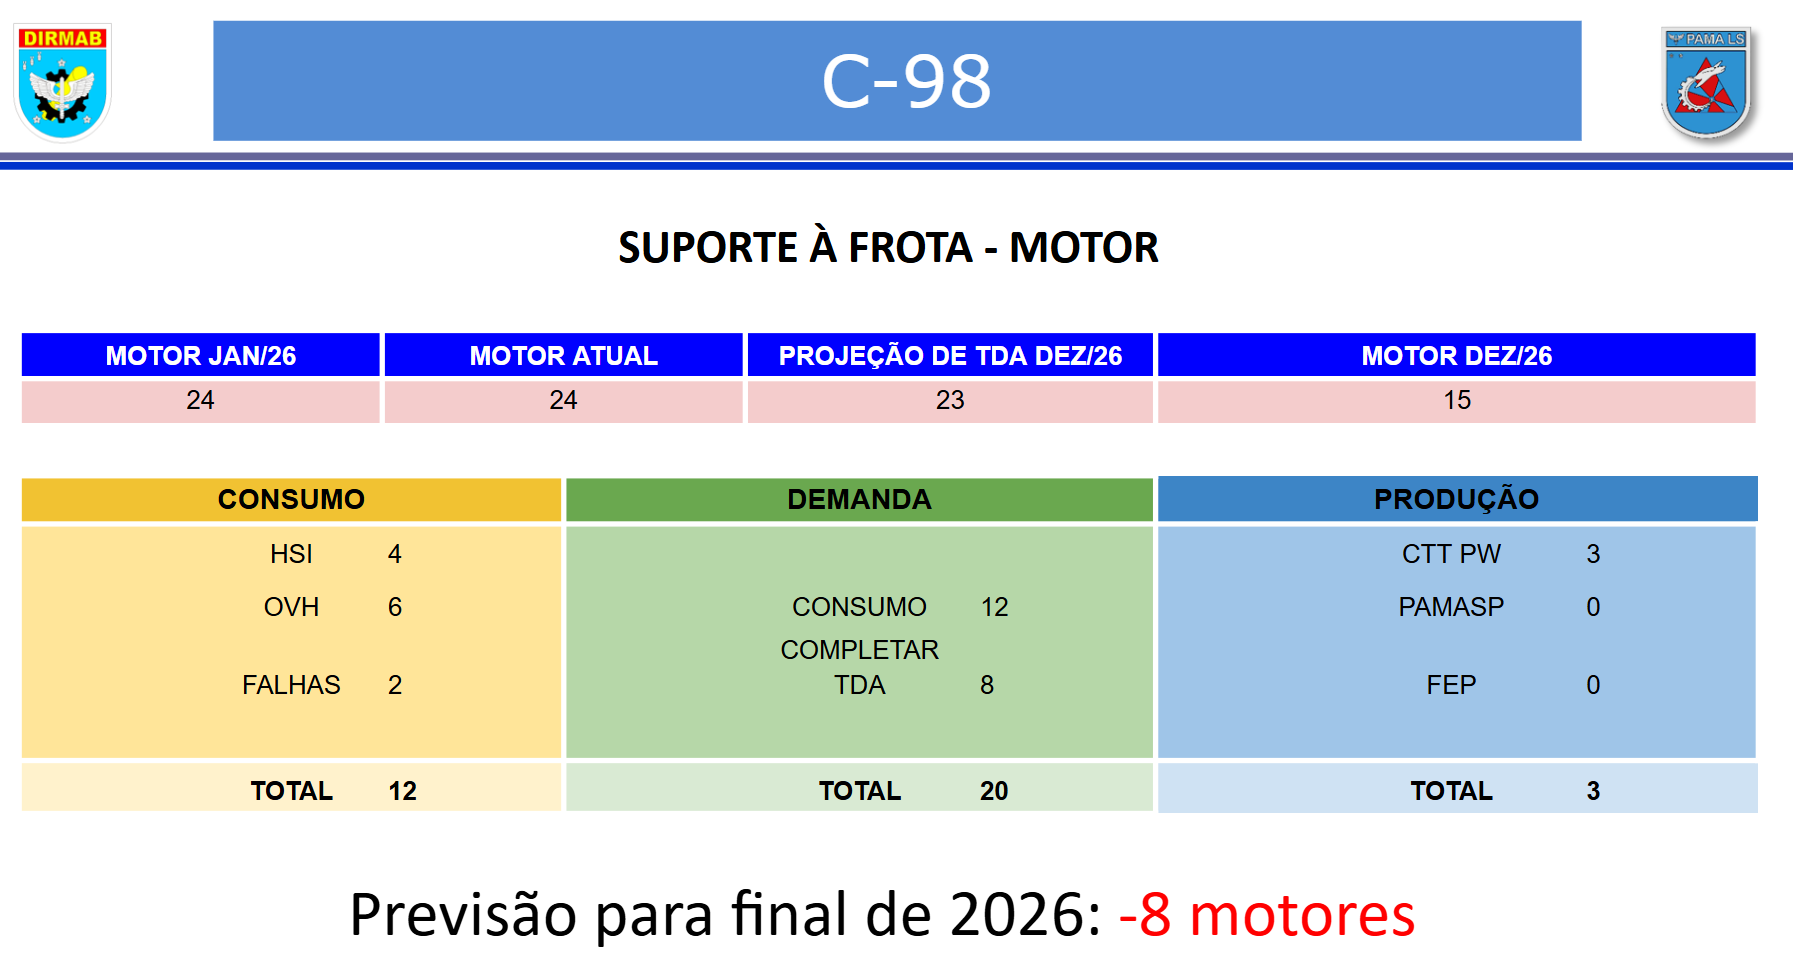 DIRMAB
C-98
PAMA LS
SUPORTE À FROTA - MOTOR
MOTOR JAN/26 MOTOR ATUAL PROJEÇÃO DE TDA DEZ/26 MOTOR DEZ/26
24 24 23 15
CONSUMO DEMANDA PRODUÇÃO
HSI 4 CTT PW 3
OVH 6 CONSUMO 12 PAMASP 0
COMPLETAR
FALHAS 2 TDA 8 FEP 0
TOTAL 12 TOTAL 20 TOTAL 3
Previsão para final de 2026: -8 motores